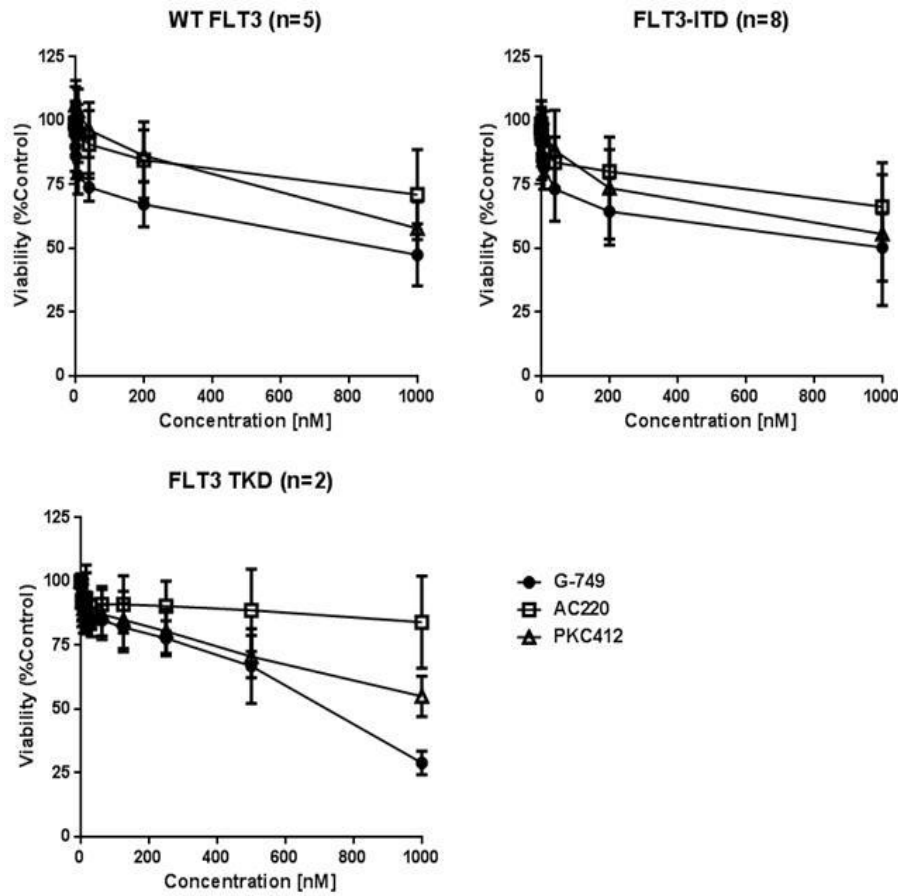 WT FLT3 (n=5)
125
100
75
50
25
0
Viability (%Control)
0 200 400 600 800 1000
Concentration [nM]
FLT3-ITD (n=8)
125
100
75
50
25
0
Viability (%Control)
0 200 400 600 800 1000
Concentration [nM]
FLT3 TKD (n=2)
125
100
75
50
25
0
Viability (%Control)
0 200 400 600 800 1000
Concentration [nM]
G-749
AC220
PKC412